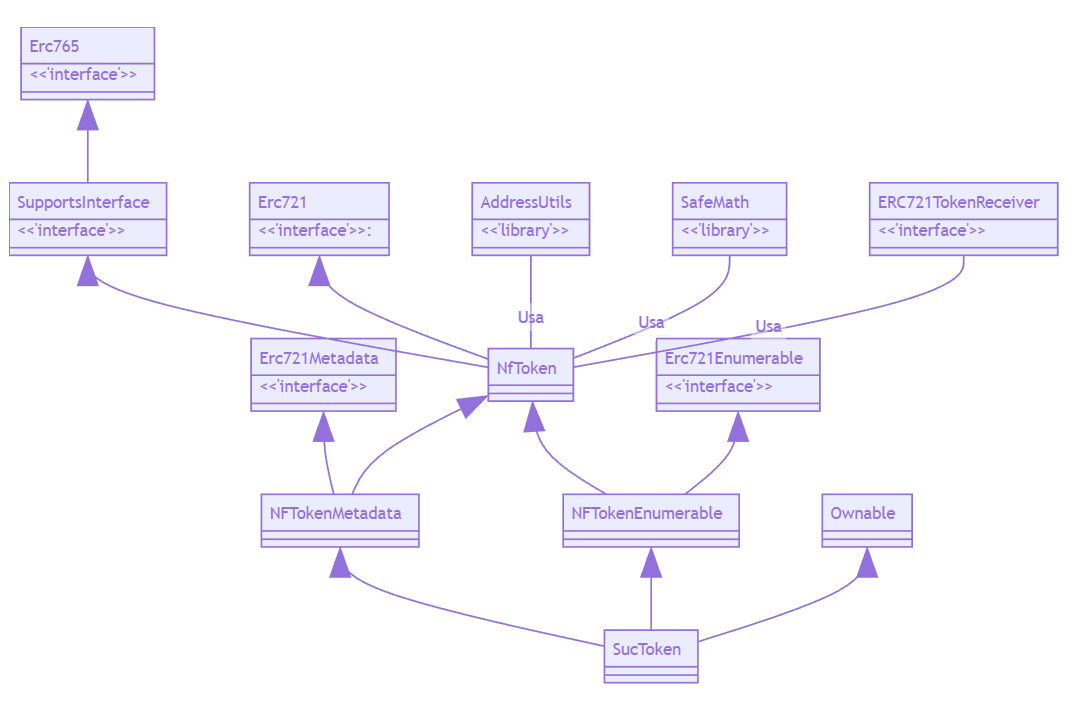 Erc765
<<'interface'>>
SupportsInterface
<<'interface'>>
Erc721
<<'interface'>>:
AddressUtils
<<'library'>>
SafeMath
<<'library'>>
ERC721TokenReceiver
<<'interface'>>
Usa
Usa
Usa
Erc721Metadata
<<'interface'>>
NfToken
Erc721Enumerable
<<'interface'>>
NFTokenMetadata
NFTokenEnumerable
Ownable
SucToken